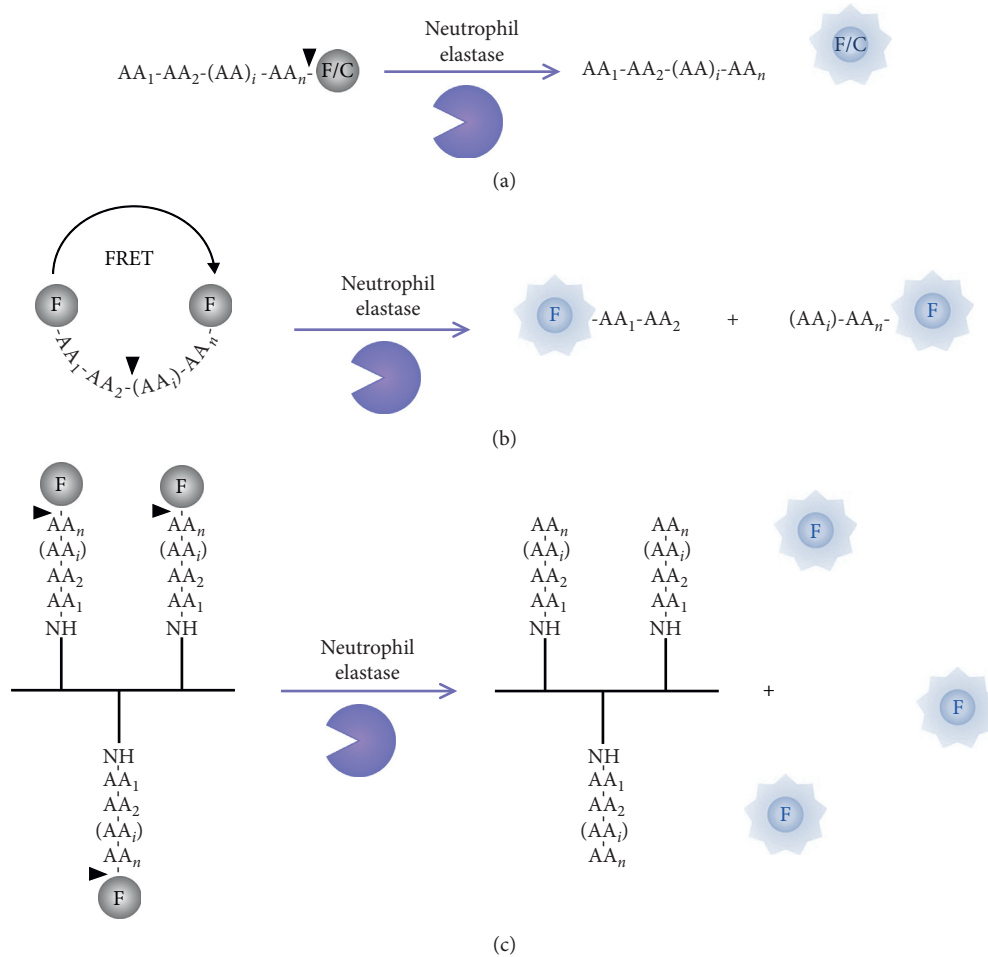 Neutrophil
elastase
AA₁-AA₂-(AA)ᵢ -AAₙ- F/C
AA₁-AA₂-(AA)ᵢ-AAₙ
F/C
(a)
FRET
F
F
-AA₁-AA₂-(AAᵢ)-AAₙ-
Neutrophil
elastase
F -AA₁-AA₂ + (AAᵢ)-AAₙ- F
(b)
F
AAₙ
(AAᵢ)
AA₂
AA₁
NH
F
AAₙ
(AAᵢ)
AA₂
AA₁
NH
NH
AA₁
AA₂
(AAᵢ)
AAₙ
F
Neutrophil
elastase
AAₙ
(AAᵢ)
AA₂
AA₁
NH
AAₙ
(AAᵢ)
AA₂
AA₁
NH
NH
AA₁
AA₂
(AAᵢ)
AAₙ
+
F
F
F
(c)